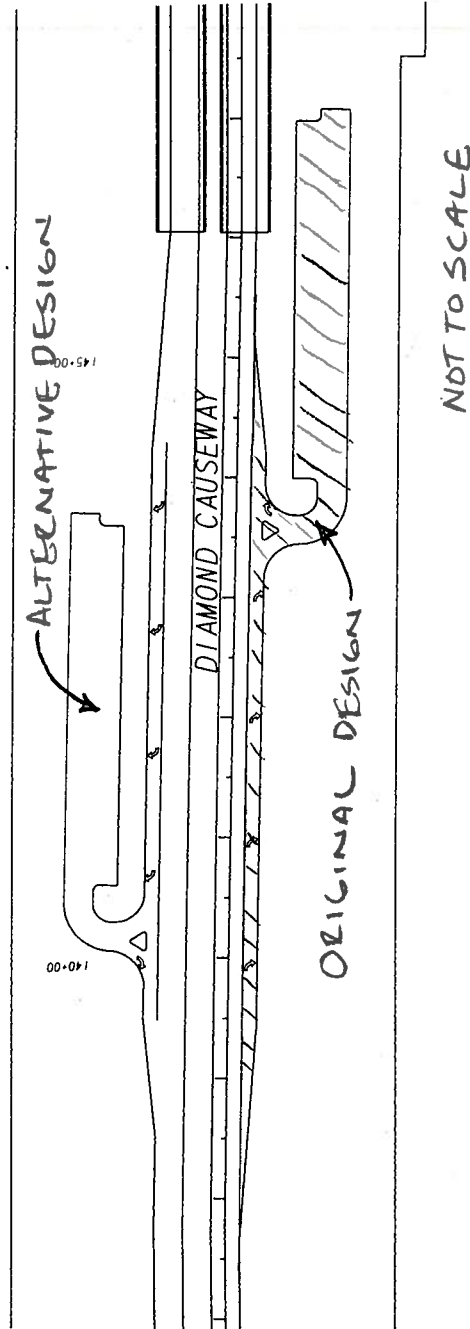 ALTERNATIVE DESIGN
145+00
DIAMOND CAUSEWAY
140+00
ORIGINAL DESIGN
NOT TO SCALE